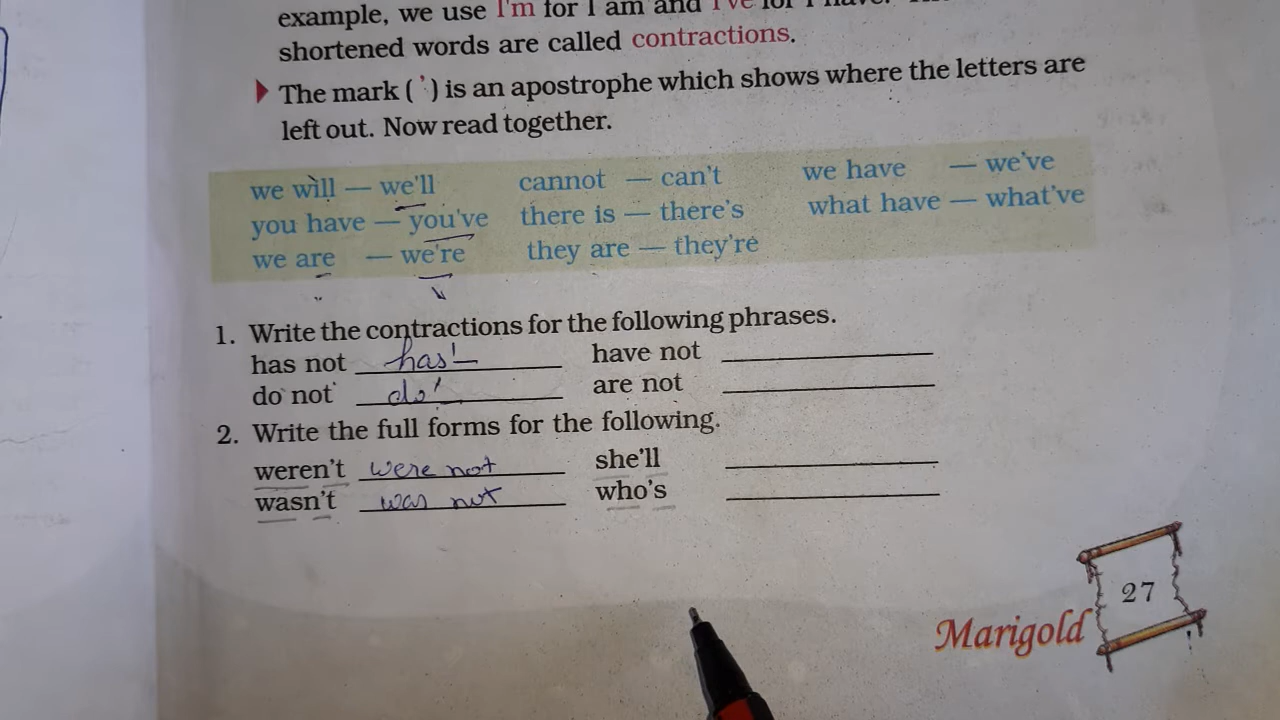 example, we use I'm for I am and I've for I have.
shortened words are called contractions.
The mark ( ' ) is an apostrophe which shows where the letters are
left out. Now read together.
we will — we'll cannot — can't we have — we've
you have — you've there is — there's what have — what've
we are — we're they are — they're
1. Write the contractions for the following phrases.
has not has'— have not
do not do' are not
2. Write the full forms for the following.
weren't were not she'll
wasn't was not who's
27
Marigold